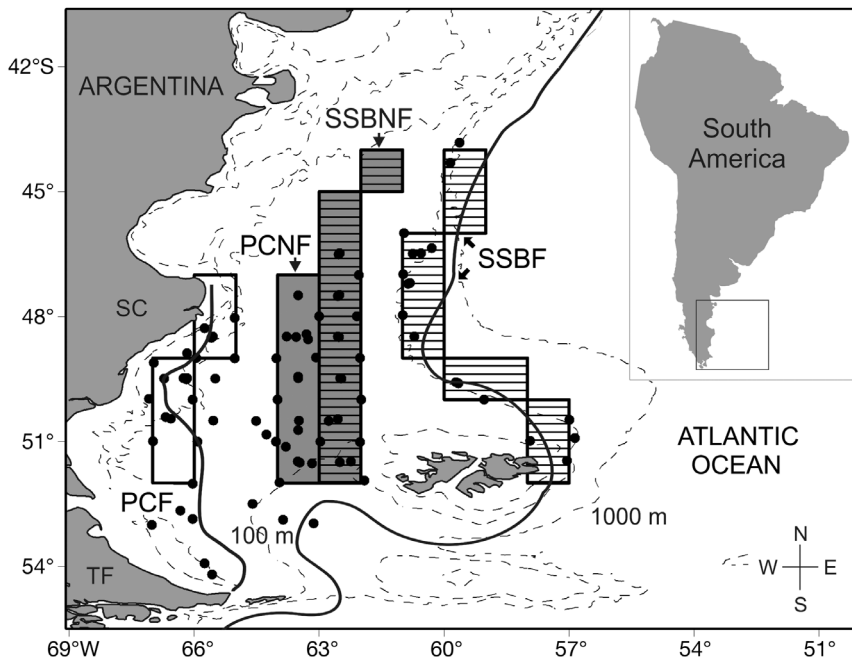 42°S
45°
48°
51°
54°
69°W
66°
63°
60°
57°
54°
51°
ARGENTINA
SSBNF
PCNF
SSBF
SC
PCF
TF
100 m
1000 m
ATLANTIC
OCEAN
South
America
N
W
E
S